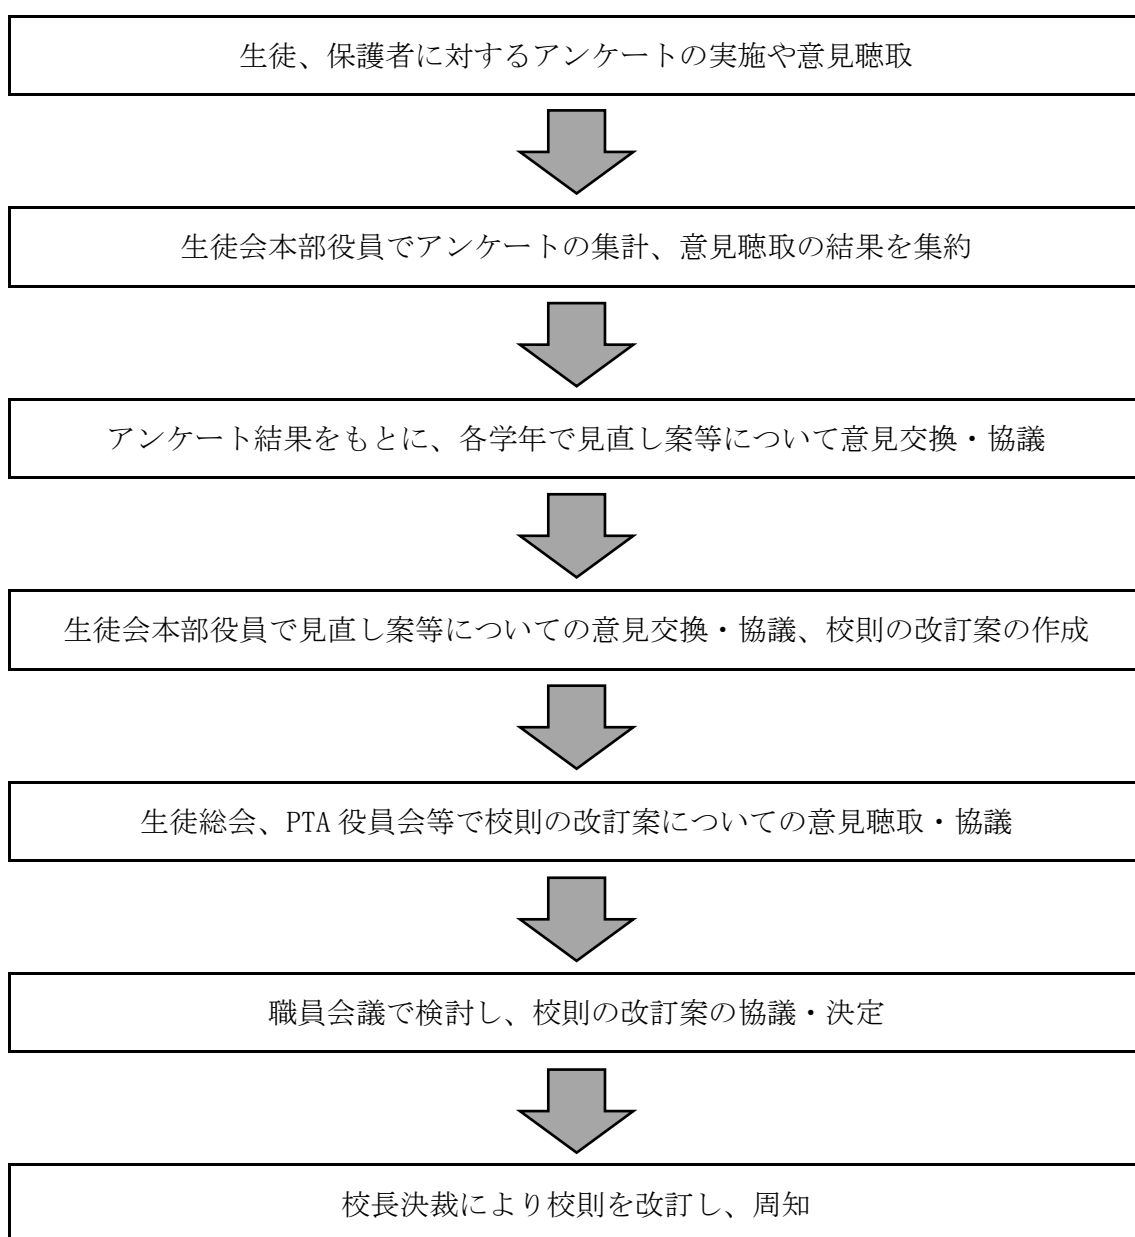 生徒、保護者に対するアンケートの実施や意見聴取
生徒会本部役員でアンケートの集計、意見聴取の結果を集約
アンケート結果をもとに、各学年で見直し案等について意見交換・協議
生徒会本部役員で見直し案等についての意見交換・協議、校則の改訂案の作成
生徒総会、PTA 役員会等で校則の改訂案についての意見聴取・協議
職員会議で検討し、校則の改訂案の協議・決定
校長決裁により校則を改訂し、周知